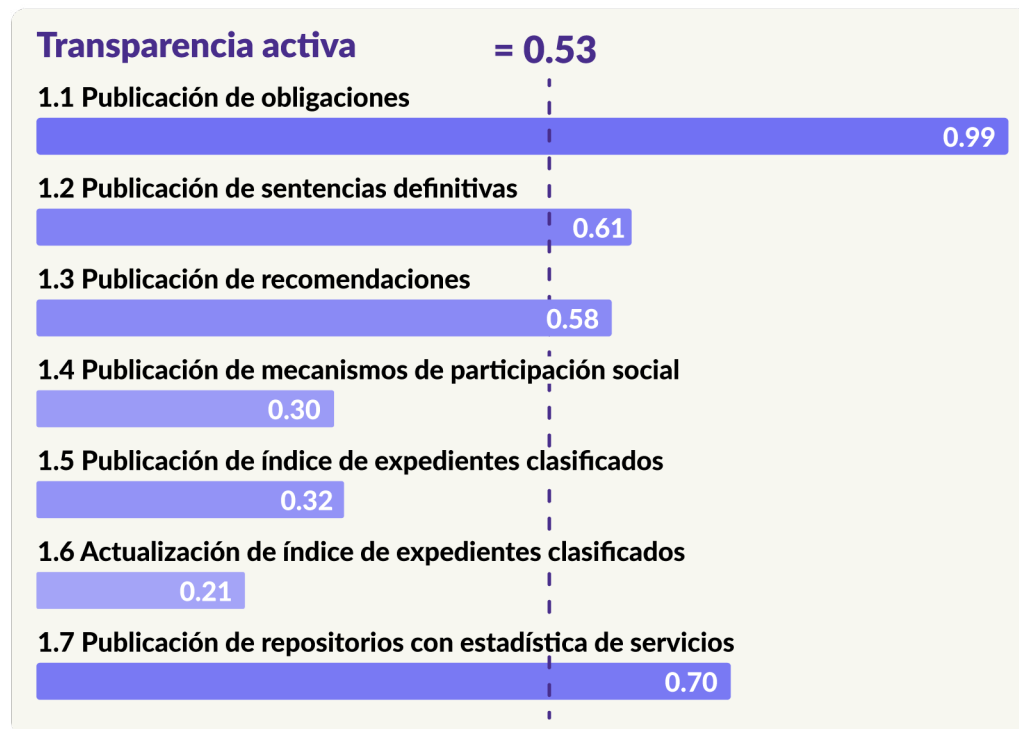 Transparencia activa = 0.53
1.1 Publicación de obligaciones
0.99
1.2 Publicación de sentencias definitivas
0.61
1.3 Publicación de recomendaciones
0.58
1.4 Publicación de mecanismos de participación social
0.30
1.5 Publicación de índice de expedientes clasificados
0.32
1.6 Actualización de índice de expedientes clasificados
0.21
1.7 Publicación de repositorios con estadística de servicios
0.70